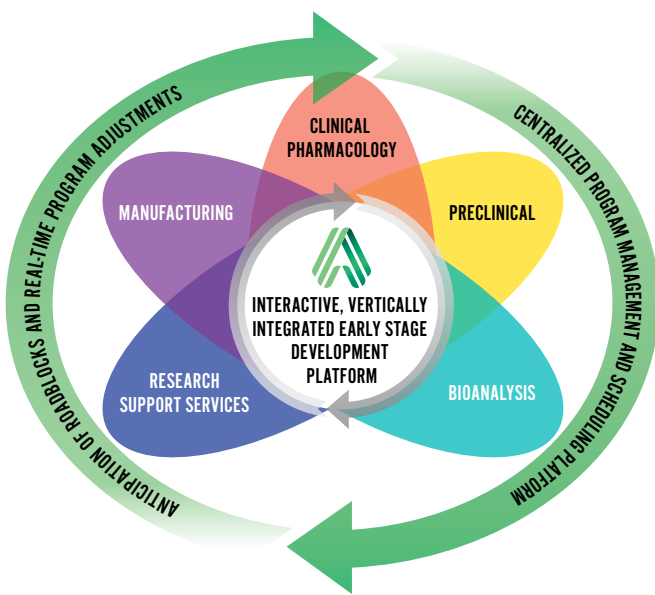 ANTICIPATION OF ROADBLOCKS AND REAL-TIME PROGRAM ADJUSTMENTS
CENTRALIZED PROGRAM MANAGEMENT AND SCHEDULING PLATFORM
CLINICAL
PHARMACOLOGY
MANUFACTURING
PRECLINICAL
INTERACTIVE, VERTICALLY
INTEGRATED EARLY STAGE
DEVELOPMENT
PLATFORM
RESEARCH
SUPPORT SERVICES
BIOANALYSIS